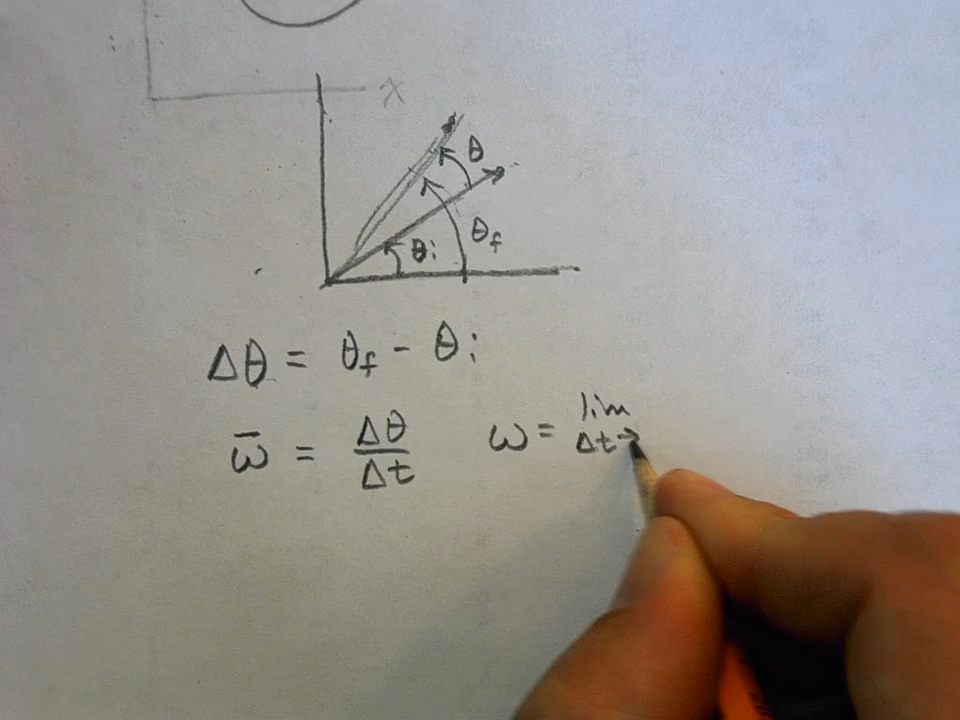 x
θ
θf
θi
Δθ = θf - θi
ω̄ = Δθ/Δt ω = lim Δt→